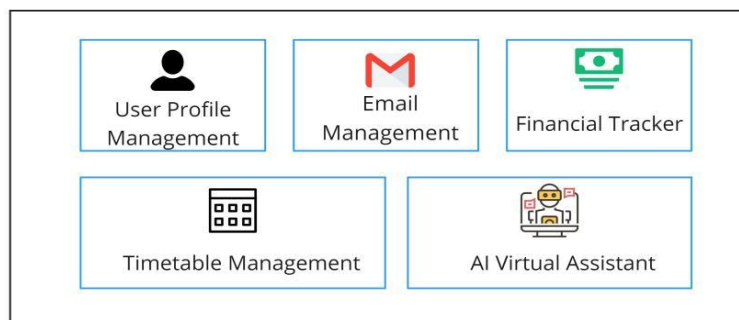 User Profile
Management
Email
Management
Financial Tracker
Timetable Management
AI Virtual Assistant